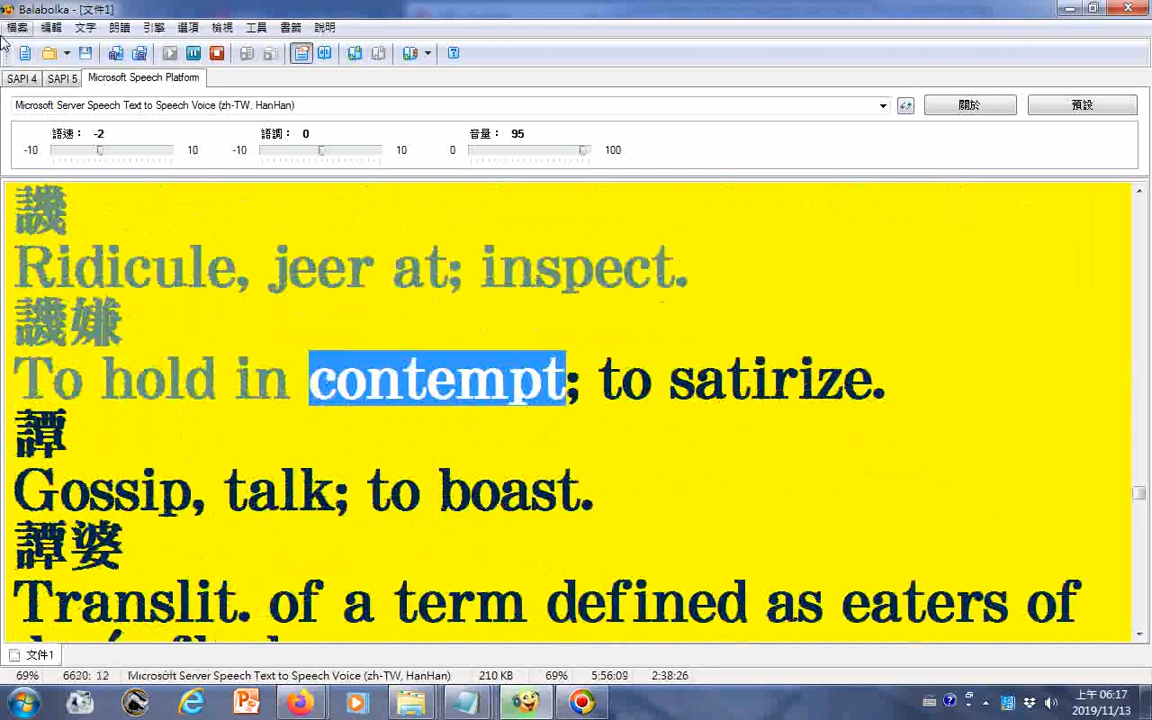 Balabolka - [文件1]
檔案 編輯 文字 朗讀 引擎 選項 檢視 工具 書籤 說明
SAPI 4 SAPI 5 Microsoft Speech Platform
Microsoft Server Speech Text to Speech Voice (zh-TW, HanHan) 關於 預設
語速： -2 語調： 0 音量： 95
-10 10 -10 10 0 100
譏
Ridicule, jeer at; inspect.
譏嫌
To hold in contempt; to satirize.
譚
Gossip, talk; to boast.
譚婆
Translit. of a term defined as eaters of
文件1
69% 6620: 12 Microsoft Server Speech Text to Speech Voice (zh-TW, HanHan) 210 KB 69% 5:56:09 2:38:26
上午 06:17
2019/11/13